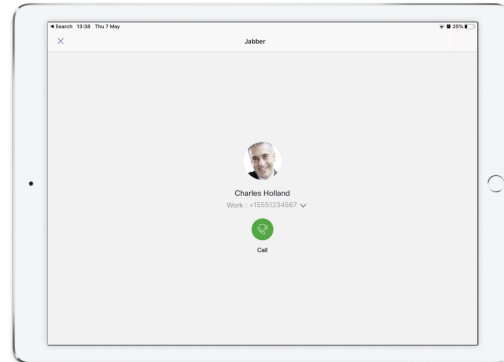 Search 13:38 Thu 7 May 25%
Jabber
Charles Holland
Work : +15551234567
Call